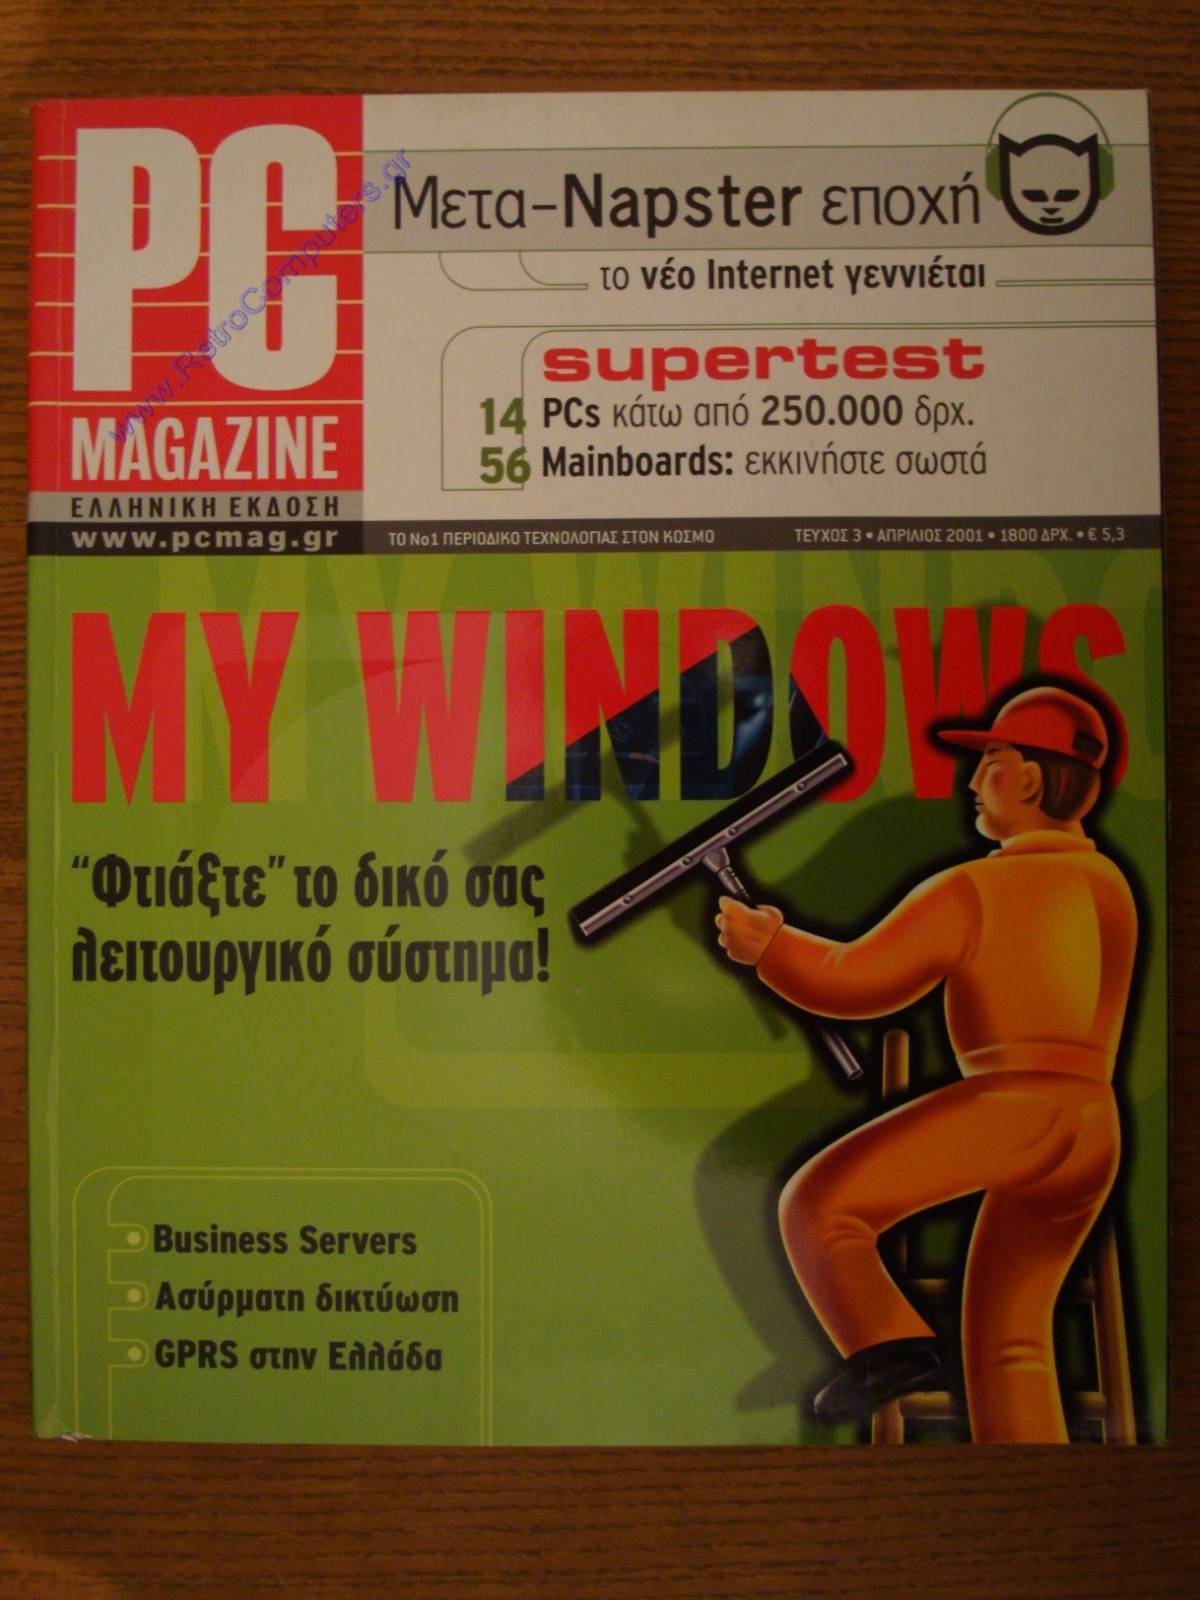 PC
MAGAZINE
ΕΛΛΗΝΙΚΗ ΕΚΔΟΣΗ
www.pcmag.gr
www.RetroComputers.gr
Μετα-Napster εποχή
το νέο Internet γεννιέται
supertest
14 PCs κάτω από 250.000 δρχ.
56 Mainboards: εκκινήστε σωστά
ΤΟ Νο1 ΠΕΡΙΟΔΙΚΟ ΤΕΧΝΟΛΟΓΙΑΣ ΣΤΟΝ ΚΟΣΜΟ
ΤΕΥΧΟΣ 3 • ΑΠΡΙΛΙΟΣ 2001 • 1800 ΔΡΧ. • € 5,3
MY WINDOWS
“Φτιάξτε” το δικό σας
λειτουργικό σύστημα!
Business Servers
Ασύρματη δικτύωση
GPRS στην Ελλάδα